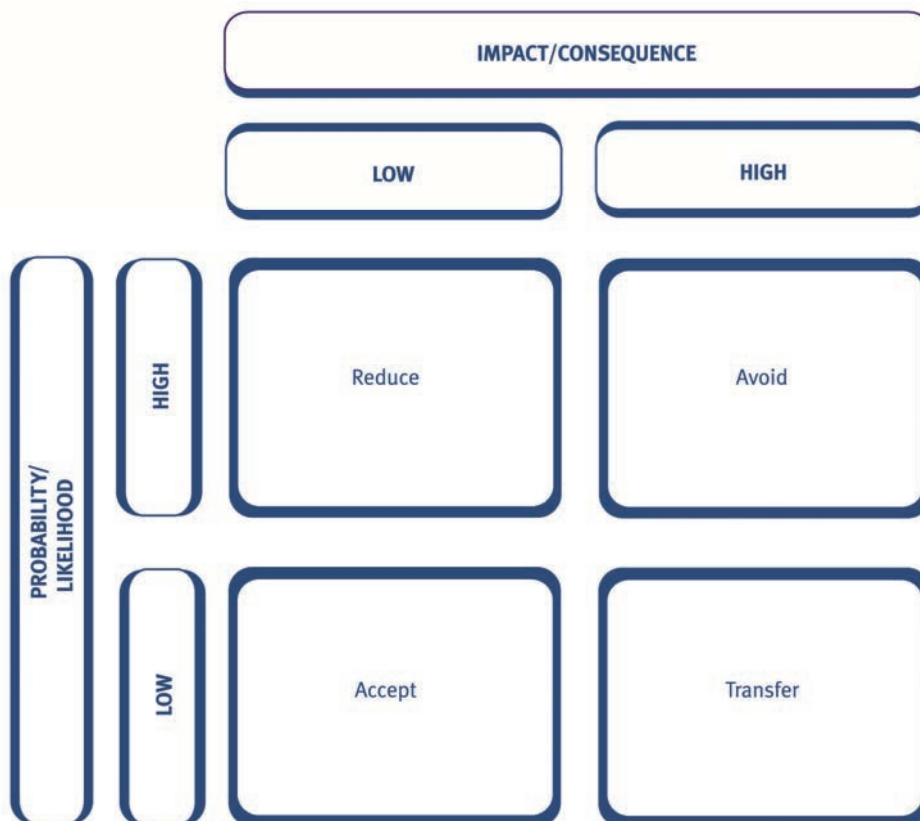 IMPACT/CONSEQUENCE
LOW
HIGH
PROBABILITY/
LIKELIHOOD
HIGH
Reduce
Avoid
LOW
Accept
Transfer